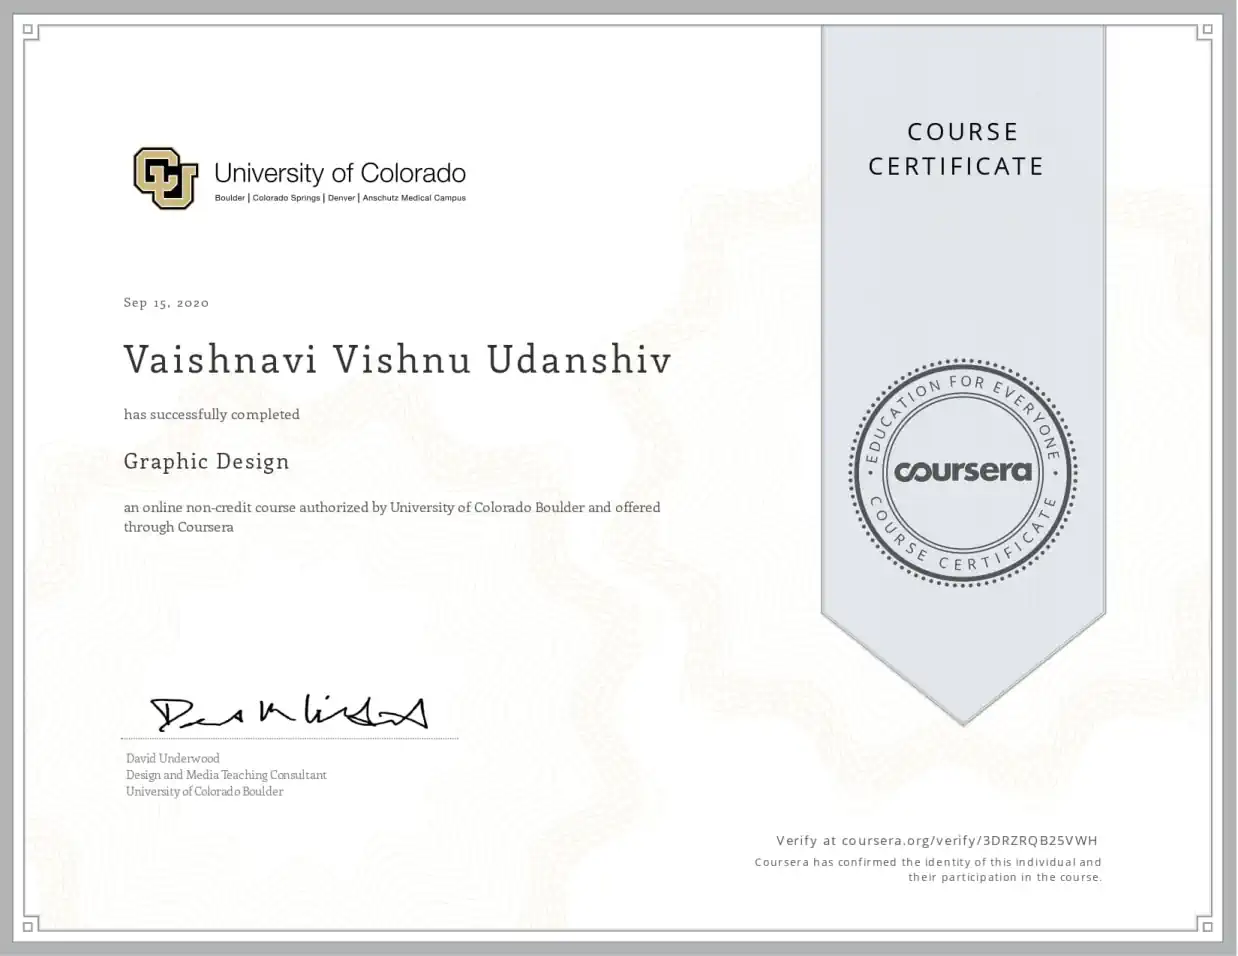 COURSE
CERTIFICATE
CU
University of Colorado
Boulder | Colorado Springs | Denver | Anschutz Medical Campus
Sep 15, 2020
Vaishnavi Vishnu Udanshiv
has successfully completed
Graphic Design
an online non-credit course authorized by University of Colorado Boulder and offered
through Coursera
EDUCATION FOR EVERYONE
coursera
COURSE CERTIFICATE
David Underwood
Design and Media Teaching Consultant
University of Colorado Boulder
Verify at coursera.org/verify/3DRZRQB25VWH
Coursera has confirmed the identity of this individual and
their participation in the course.